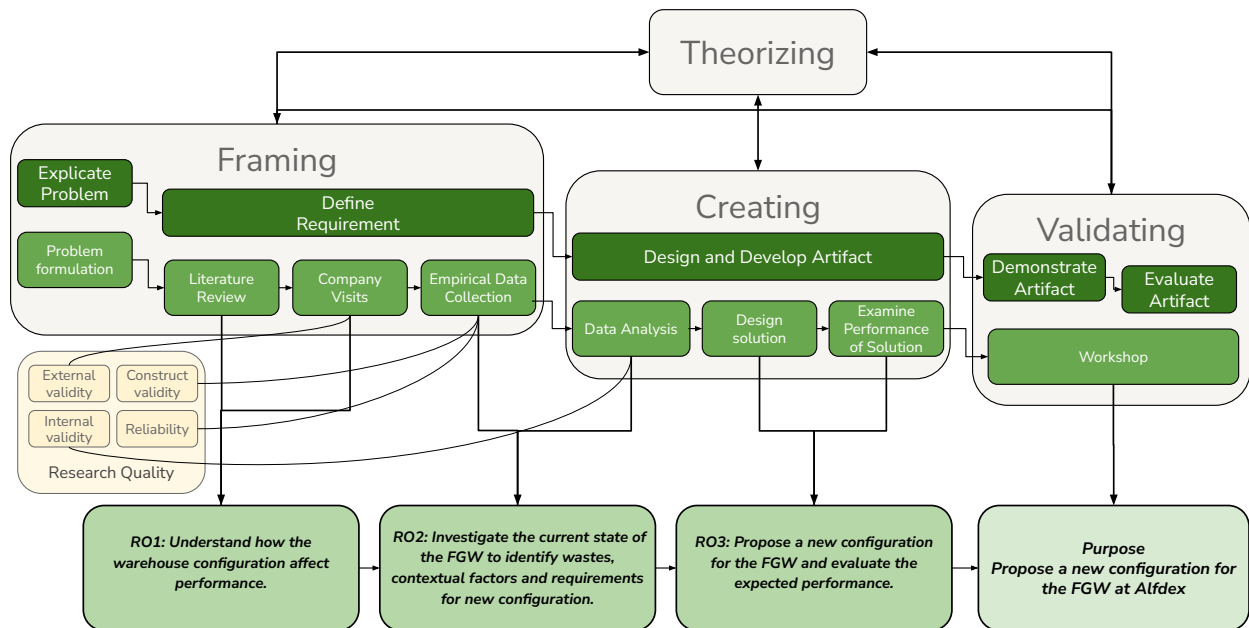 Theorizing
Framing
Explicate
Problem
Define
Requirement
Problem
formulation
Literature
Review
Company
Visits
Empirical Data
Collection
Creating
Design and Develop Artifact
Data Analysis
Design
solution
Examine
Performance
of Solution
Validating
Demonstrate
Artifact
Evaluate
Artifact
Workshop
External
validity
Construct
validity
Internal
validity
Reliability
Research Quality
RO1: Understand how the
warehouse configuration affect
performance.
RO2: Investigate the current state of
the FGW to identify wastes,
contextual factors and requirements
for new configuration.
RO3: Propose a new configuration
for the FGW and evaluate the
expected performance.
Purpose
Propose a new configuration for
the FGW at Alfdex